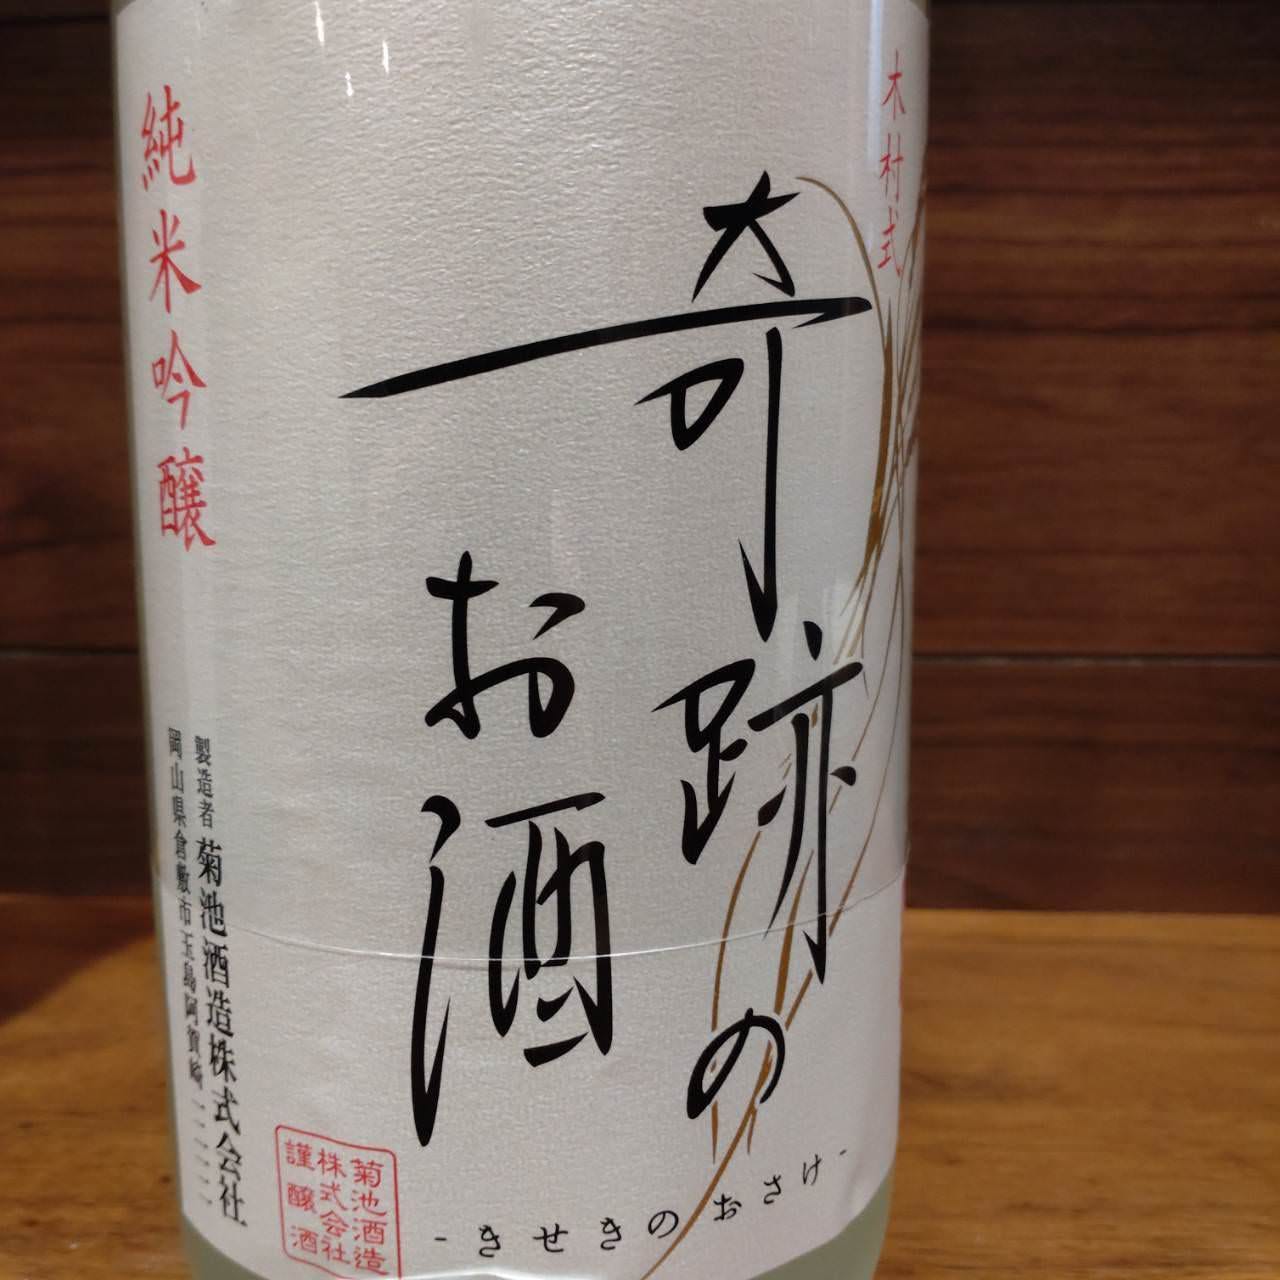 木村式
奇跡の
お酒
-きせきのおさけ-
純米吟醸
製造者 菊池酒造株式会社
岡山県倉敷市玉島阿賀崎一二一二
菊池酒造
株式会社
謹醸酒